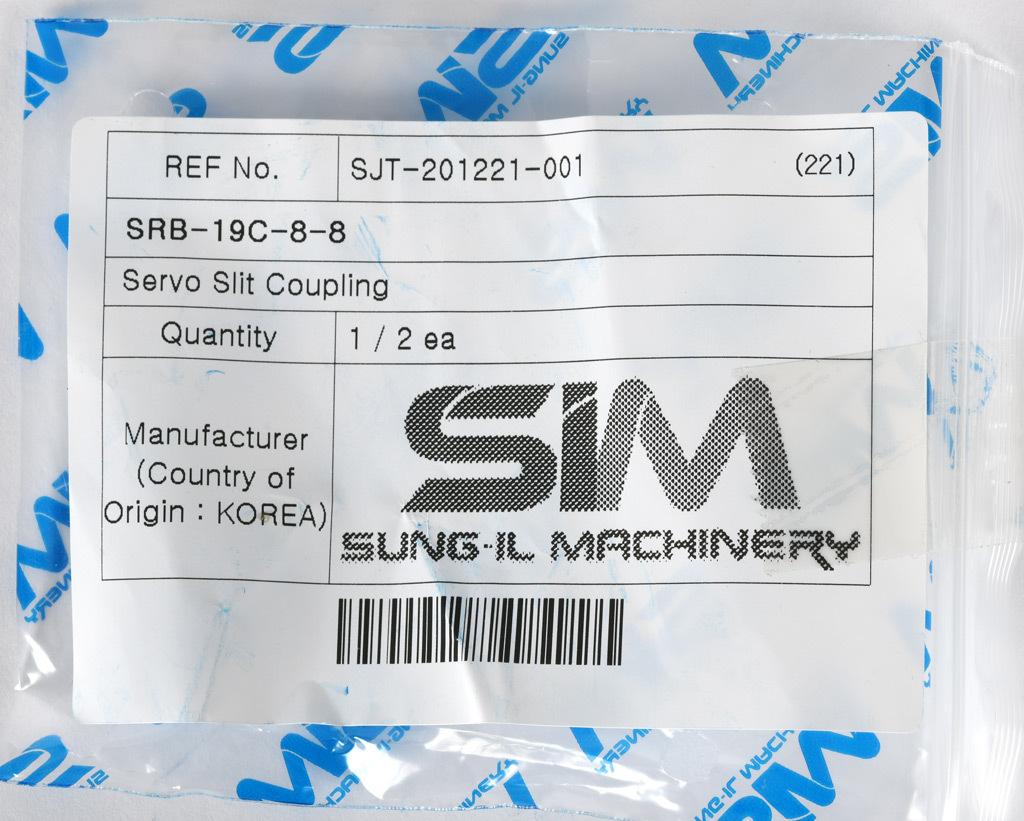 REF No. SJT-201221-001 (221)
SRB-19C-8-8
Servo Slit Coupling
Quantity 1 / 2 ea
Manufacturer
(Country of
Origin : KOREA)
SIM
SUNG-IL MACHINERY